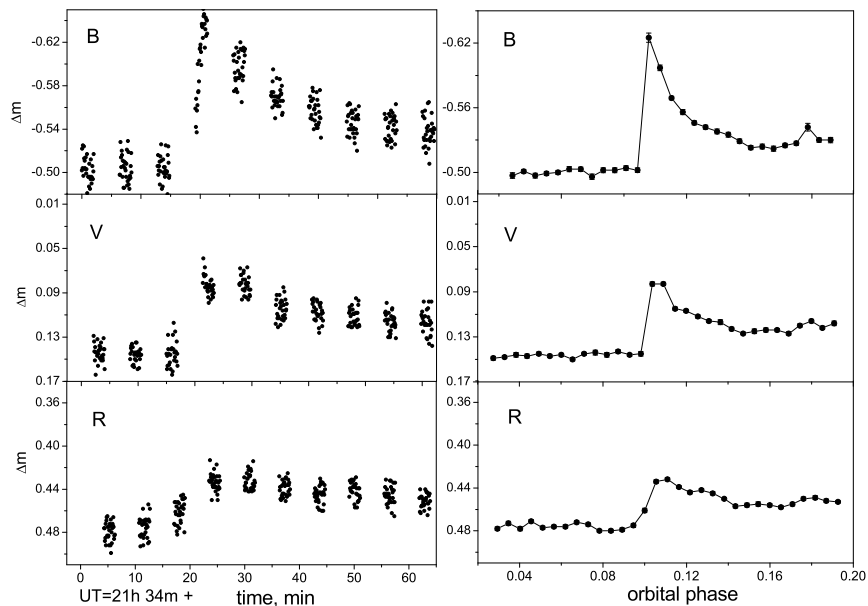 B
Δm
-0.62
-0.58
-0.54
-0.50
V
Δm
0.01
0.05
0.09
0.13
0.17
R
Δm
0.36
0.40
0.44
0.48
0 10 20 30 40 50 60
UT=21h 34m + time, min
B
-0.62
-0.56
-0.50
V
0.01
0.05
0.09
0.13
0.17
R
0.36
0.40
0.44
0.48
0.04 0.08 0.12 0.16 0.20
orbital phase